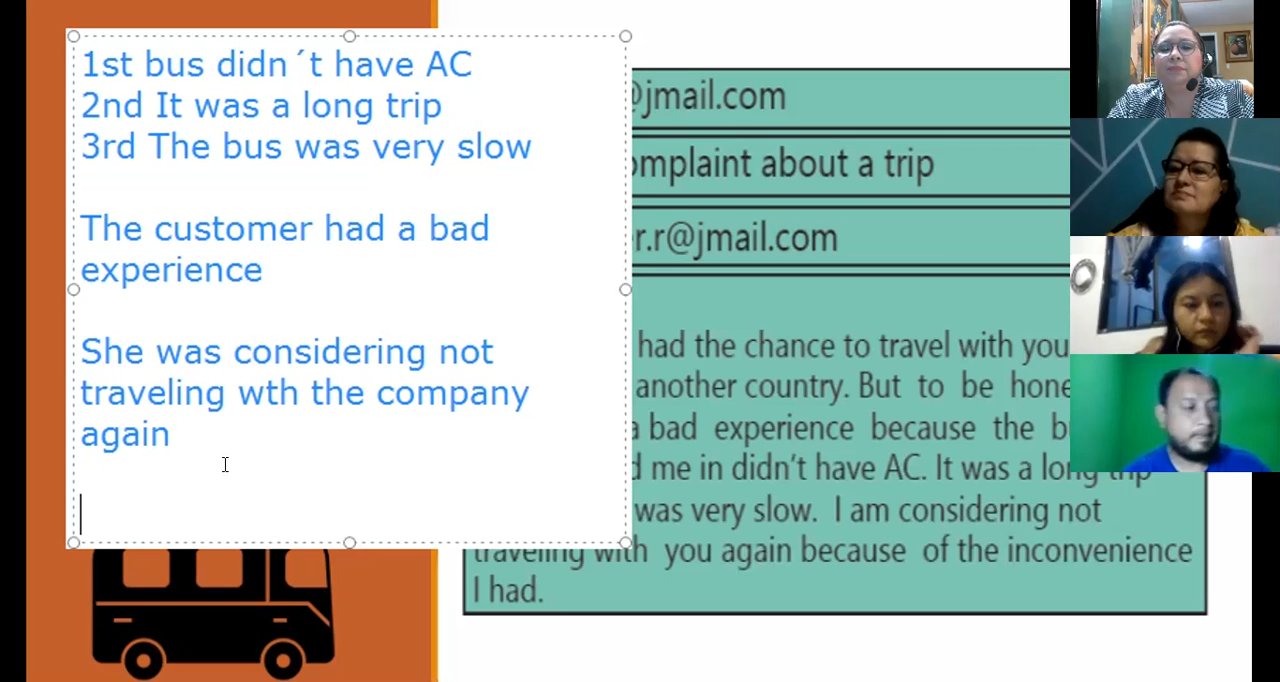 1st bus didn´t have AC
2nd It was a long trip
3rd The bus was very slow
The customer had a bad
experience
She was considering not
traveling wth the company
again
@jmail.com
complaint about a trip
r.r@jmail.com
had the chance to travel with you
another country. But to be
a bad experience because the
me in didn't have AC. It was a long trip
was very slow. I am considering not
traveling with you again because of the inconvenience
I had.